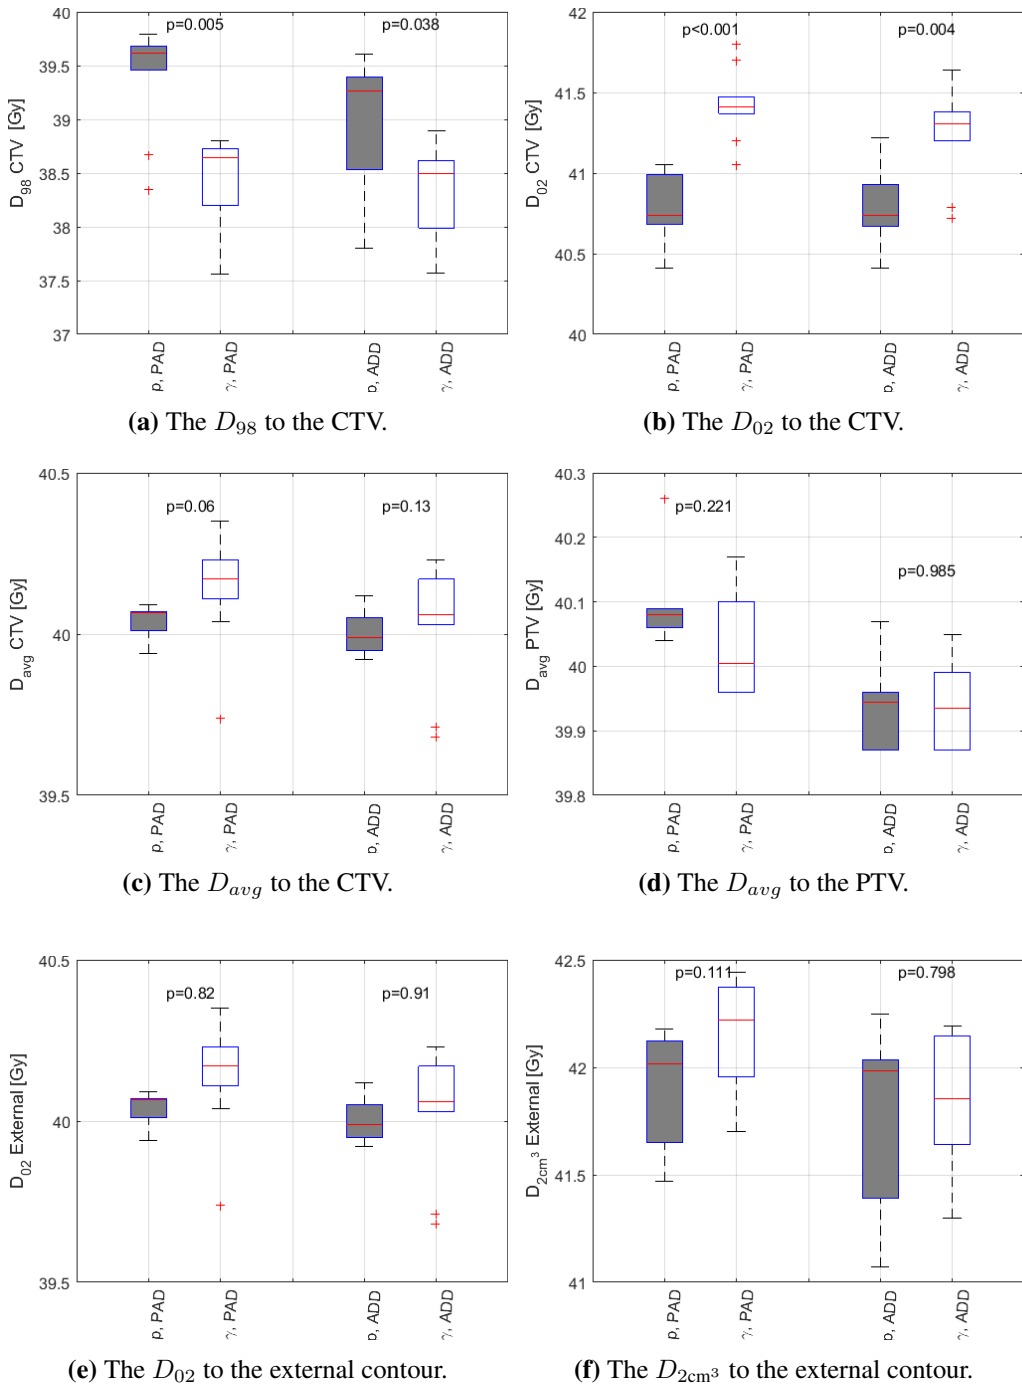 40
39.5
39
38.5
38
37.5
37
D98 CTV [Gy]
p=0.005
p=0.038
p, PAD
γ, PAD
p, ADD
γ, ADD
(a) The D98 to the CTV.
42
41.5
41
40.5
40
D02 CTV [Gy]
p<0.001
p=0.004
p, PAD
γ, PAD
p, ADD
γ, ADD
(b) The D02 to the CTV.
40.5
40
39.5
Davg CTV [Gy]
p=0.06
p=0.13
p, PAD
γ, PAD
p, ADD
γ, ADD
(c) The Davg to the CTV.
40.3
40.2
40.1
40
39.9
39.8
Davg PTV [Gy]
p=0.221
p=0.985
p, PAD
γ, PAD
p, ADD
γ, ADD
(d) The Davg to the PTV.
40.5
40
39.5
D02 External [Gy]
p=0.82
p=0.91
p, PAD
γ, PAD
p, ADD
γ, ADD
(e) The D02 to the external contour.
42.5
42
41.5
41
D2cm³ External [Gy]
p=0.111
p=0.798
p, PAD
γ, PAD
p, ADD
γ, ADD
(f) The D2cm³ to the external contour.